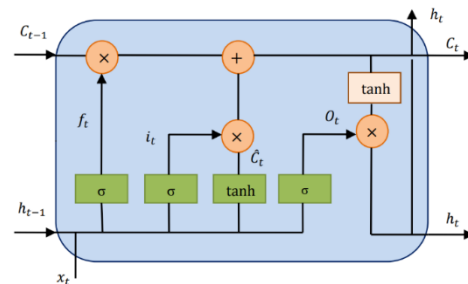 h_t
C_{t-1}
C_t
×
+
tanh
f_t
i_t
O_t
×
×
Ĉ_t
σ
σ
tanh
σ
h_{t-1}
h_t
x_t